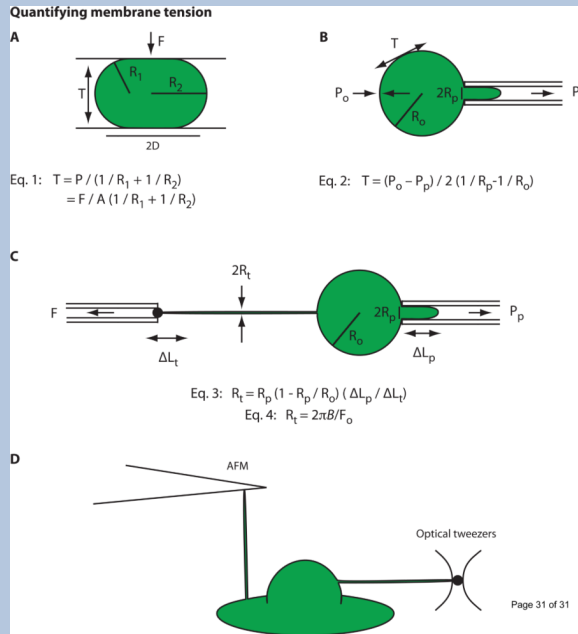 Quantifying membrane tension
A
B
F
T
R1
R2
T
2D
Po
2Rp
P
Ro
Eq. 1: T = P / (1 / R1 + 1 / R2)
= F / A (1 / R1 + 1 / R2)
Eq. 2: T = (Po – Pp) / 2 (1 / Rp-1 / Ro)
C
2Rt
F
2Rp
Pp
Ro
ΔLt
ΔLp
Eq. 3: Rt = Rp (1 - Rp / Ro) ( ΔLp / ΔLt)
Eq. 4: Rt = 2πB/Fo
D
AFM
Optical tweezers
Page 31 of 31